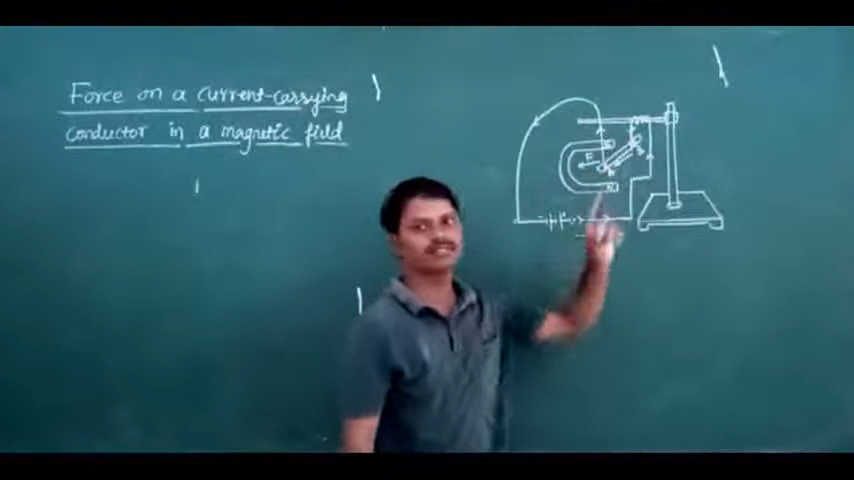 Force on a current-carrying
conductor in a magnetic field
F